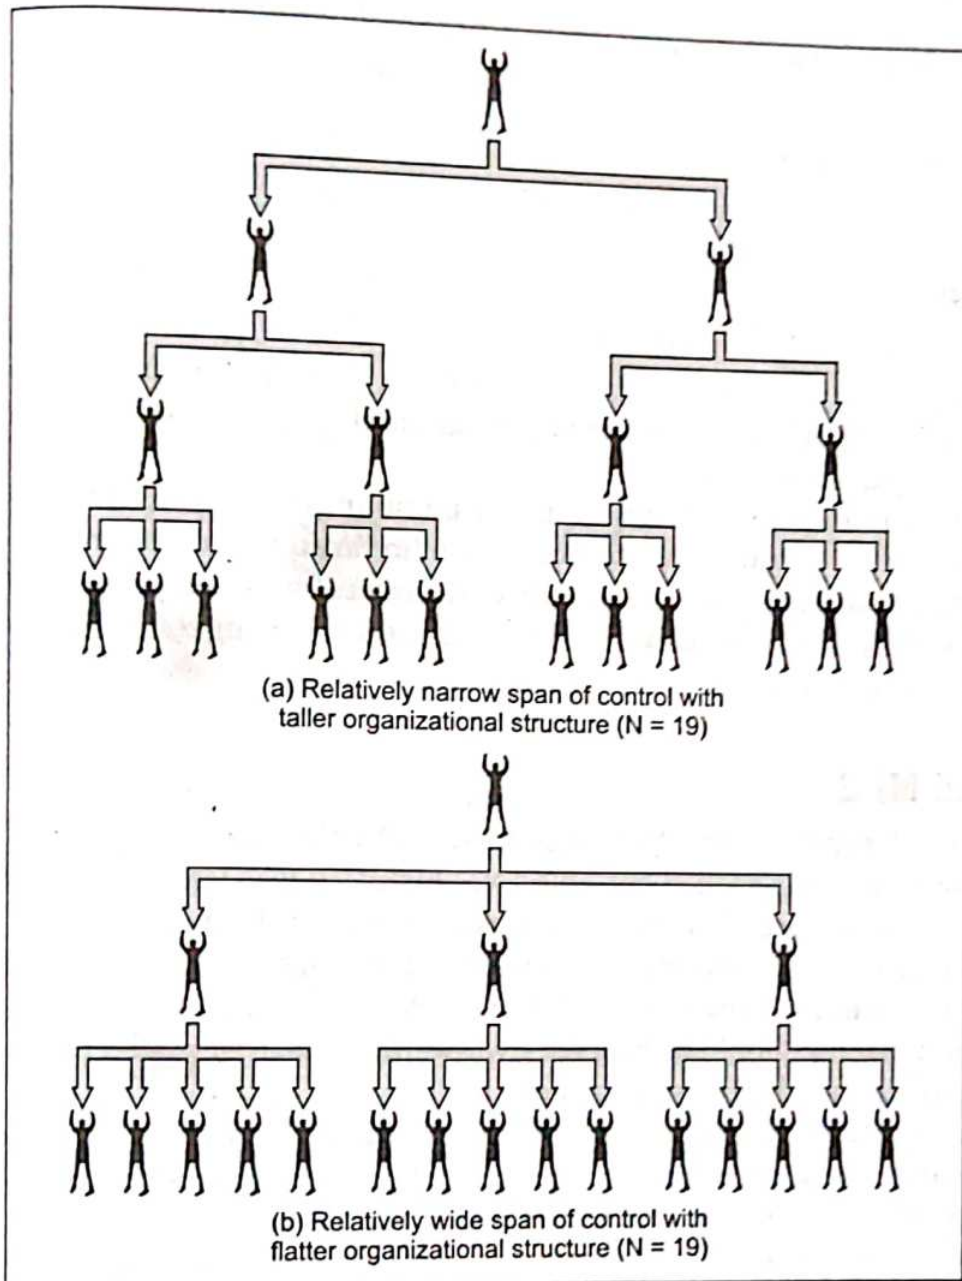 (a) Relatively narrow span of control with
taller organizational structure (N = 19)
(b) Relatively wide span of control with
flatter organizational structure (N = 19)